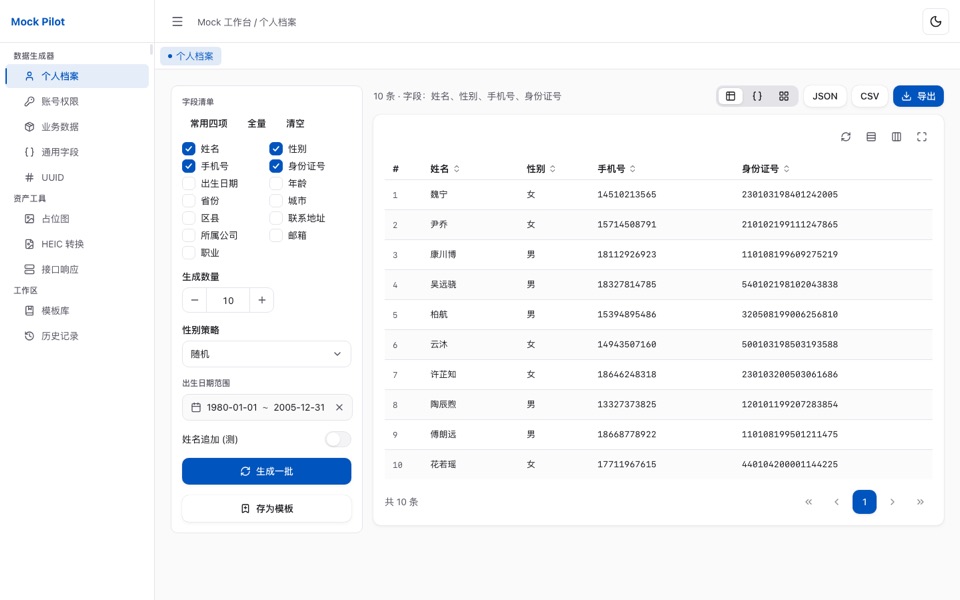 Mock Pilot
Mock 工作台 / 个人档案
数据生成器
个人档案
账号权限
业务数据
通用字段
UUID
资产工具
占位图
HEIC 转换
接口响应
工作区
模板库
历史记录
个人档案
字段清单
常用四项 全量 清空
姓名 性别
手机号 身份证号
出生日期 年龄
省份 城市
区县 联系地址
所属公司 邮箱
职业
生成数量
10
性别策略
随机
出生日期范围
1980-01-01 ~ 2005-12-31
姓名追加 (测)
生成一批
存为模板
10 条 · 字段：姓名、性别、手机号、身份证号
JSON CSV 导出
# 姓名 性别 手机号 身份证号
1 魏宁 女 14510213565 230103198401242005
2 尹乔 女 15714508791 210102199111247865
3 康川博 男 18112926923 110108199609275219
4 吴远骁 男 18327814785 540102198102043838
5 柏航 男 15394895486 320508199006256810
6 云沐 女 14943507160 500103198503193588
7 许芷知 女 18646248318 230103200503061686
8 陶辰煦 男 13327373825 120101199207283854
9 傅朗远 男 18668778922 110108199501211475
10 花若瑶 女 17711967615 440104200001144225
共 10 条
1